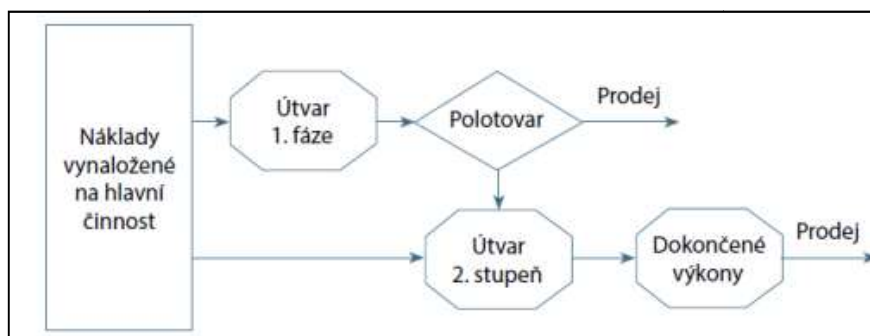 Náklady
vynaložené
na hlavní
činnost
Útvar
1. fáze
Polotovar
Prodej
Útvar
2. stupeň
Dokončené
výkony
Prodej